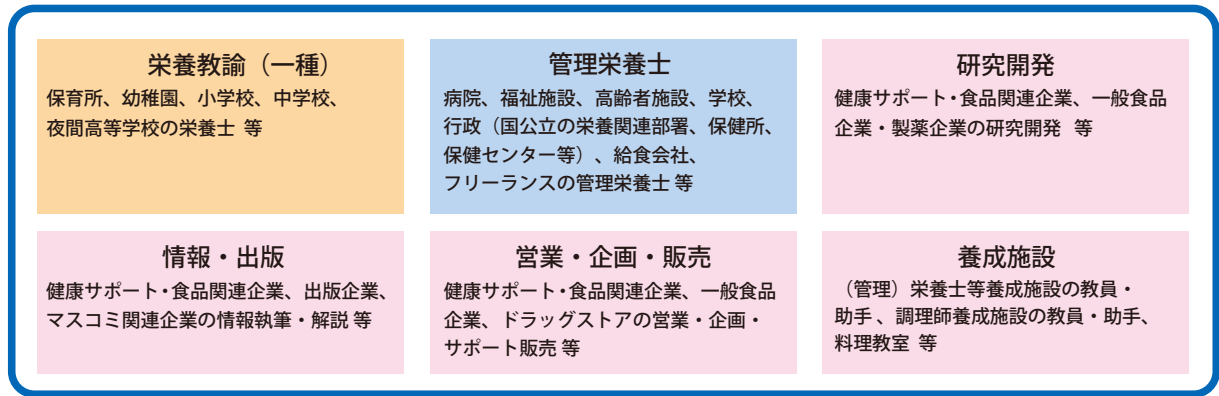 栄養教諭（一種）
保育所、幼稚園、小学校、中学校、
夜間高等学校の栄養士 等
管理栄養士
病院、福祉施設、高齢者施設、学校、
行政（国公立の栄養関連部署、保健所、
保健センター等）、給食会社、
フリーランスの管理栄養士 等
研究開発
健康サポート・食品関連企業、一般食品
企業・製薬企業の研究開発 等
情報・出版
健康サポート・食品関連企業、出版企業、
マスコミ関連企業の情報執筆・解説 等
営業・企画・販売
健康サポート・食品関連企業、一般食品
企業、ドラッグストアの営業・企画・
サポート販売 等
養成施設
（管理）栄養士等養成施設の教員・
助手 、調理師養成施設の教員・助手、
料理教室 等